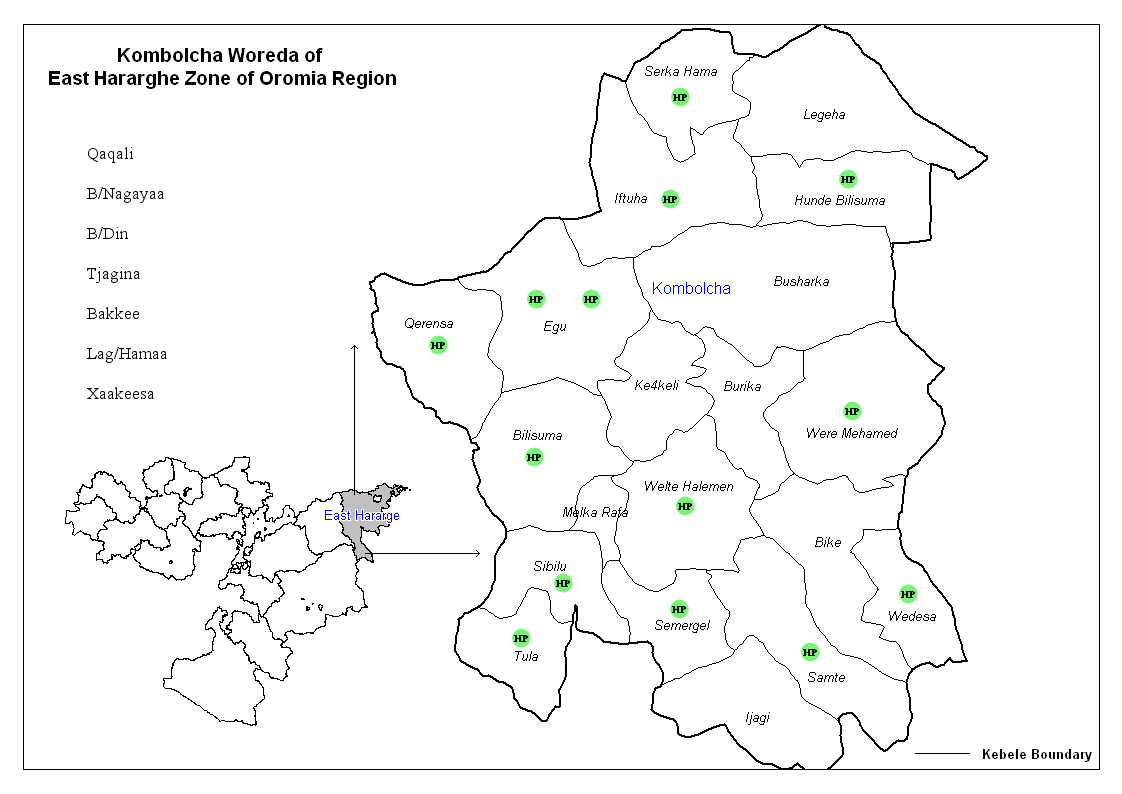 Kombolcha Woreda of
East Hararghe Zone of Oromia Region
Qaqali
B/Nagayaa
B/Din
Tjagina
Bakkee
Lag/Hamaa
Xaakeesa
Serka Hama
HP
Legeha
Iftuha HP
HP
Hunde Bilisuma
Kombolcha
Busharka
HP HP
Egu
Qerensa
HP
Ke4keli
Burika
HP
Were Mehamed
Bilisuma
HP
Welte Halemen
HP
Melka Rafa
East Hararge
Bike
Sibilu
HP
HP
Wedesa
HP
Semergel
HP
Tula
HP
Samte
Ijagi
Kebele Boundary